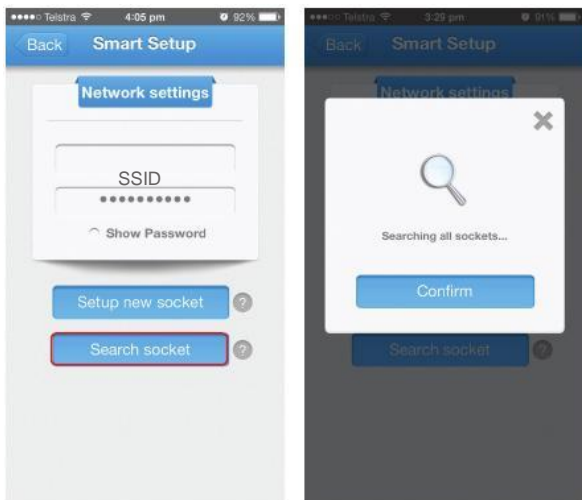 Telstra 4:05 pm 92%
Back Smart Setup
Network settings
SSID
••••••••••
Show Password
Setup new socket ?
Search socket ?
Telstra 3:29 pm 91%
Back Smart Setup
Network settings
Searching all sockets...
Confirm
Search socket ?